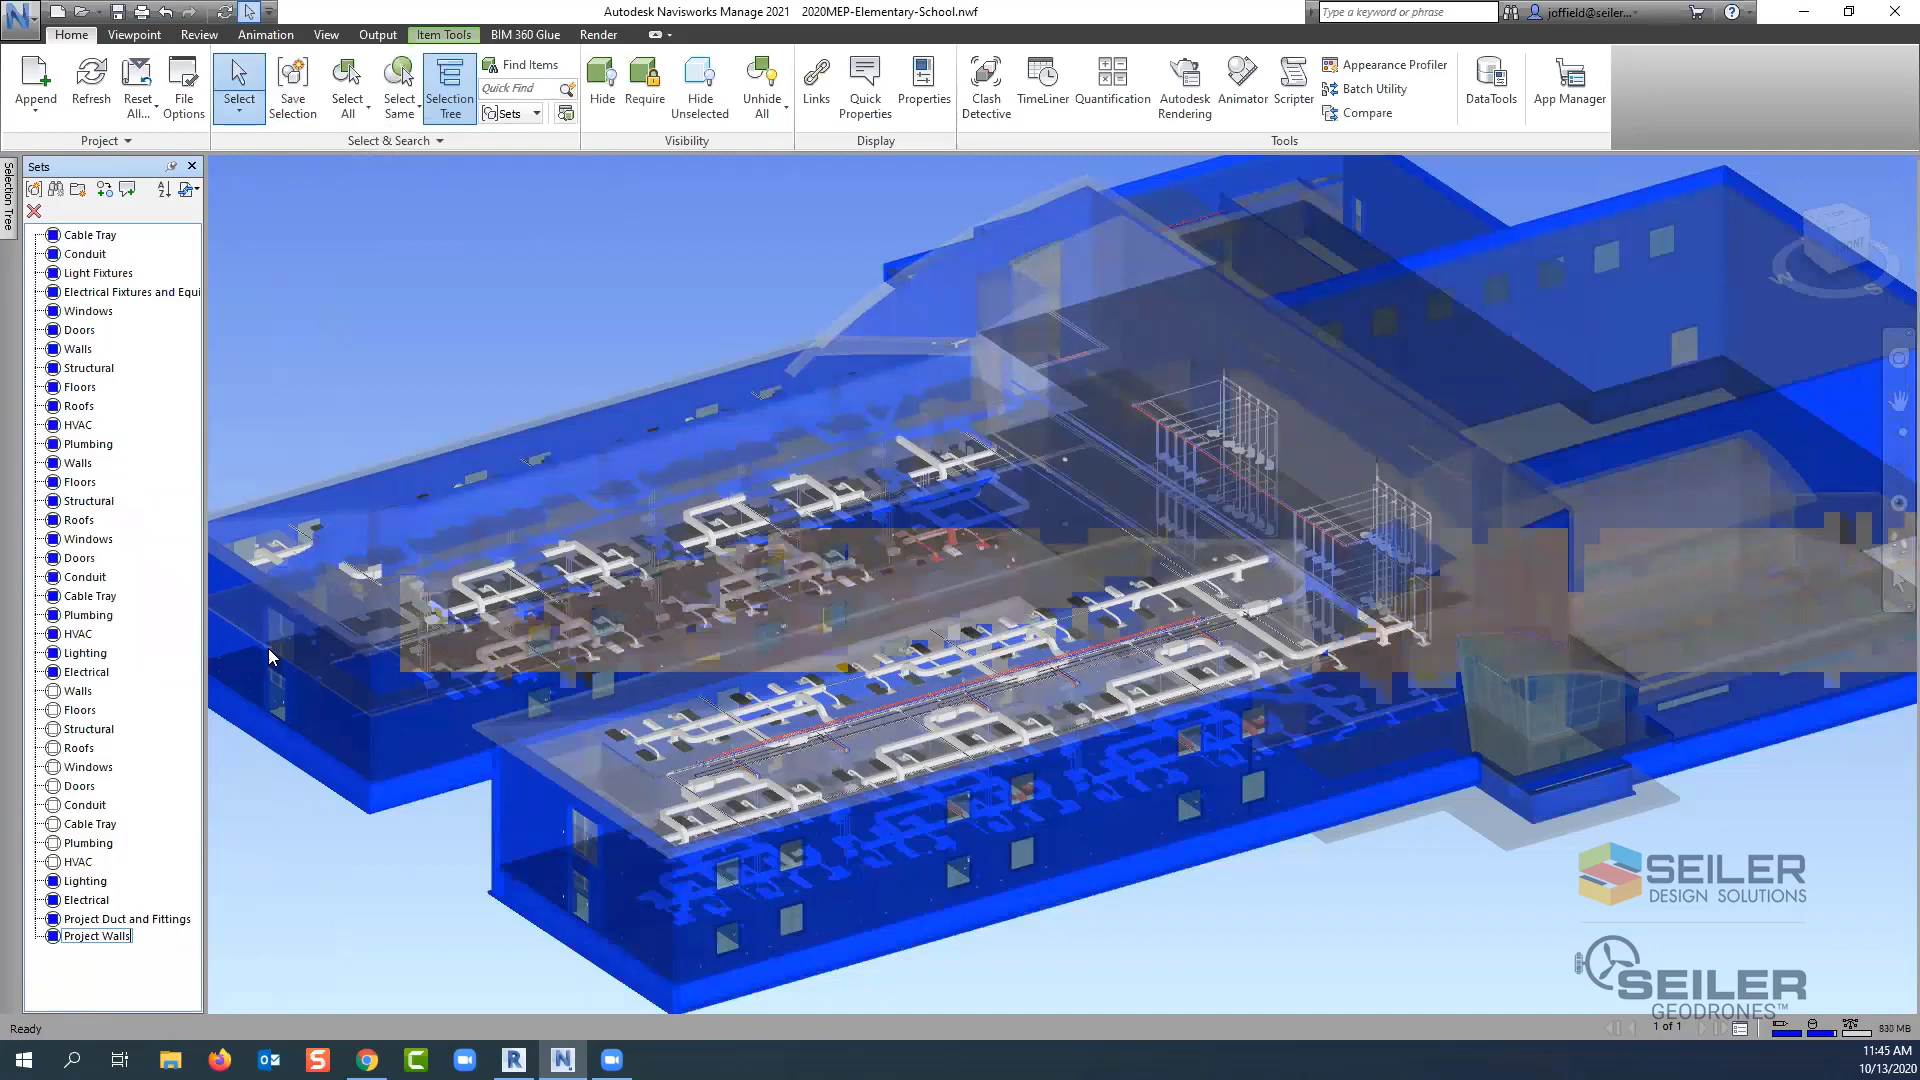 Autodesk Navisworks Manage 2021 2020MEP-Elementary-School.nwf
Type a keyword or phrase
joffield@seiler...
Home Viewpoint Review Animation View Output Item Tools BIM 360 Glue Render
Append
Refresh
Reset All...
File Options
Select
Save Selection
Select All
Select Same
Selection Tree
Find Items
Quick Find
Sets
Hide
Require
Hide Unselected
Unhide All
Links
Quick Properties
Properties
Clash Detective
TimeLiner
Quantification
Autodesk Rendering
Animator
Scripter
Appearance Profiler
Batch Utility
Compare
DataTools
App Manager
Project
Select & Search
Visibility
Display
Tools
Selection Tree
Sets
Cable Tray
Conduit
Light Fixtures
Electrical Fixtures and Equi
Windows
Doors
Walls
Structural
Floors
Roofs
HVAC
Plumbing
Walls
Floors
Structural
Roofs
Windows
Doors
Conduit
Cable Tray
Plumbing
HVAC
Lighting
Electrical
Walls
Floors
Structural
Roofs
Windows
Doors
Conduit
Cable Tray
Plumbing
HVAC
Lighting
Electrical
Project Duct and Fittings
Project Walls
FRONT
W
S
SEILER
DESIGN SOLUTIONS
SEILER
GEODRONES™
Ready
1 of 1
830 MB
11:45 AM
10/13/2020